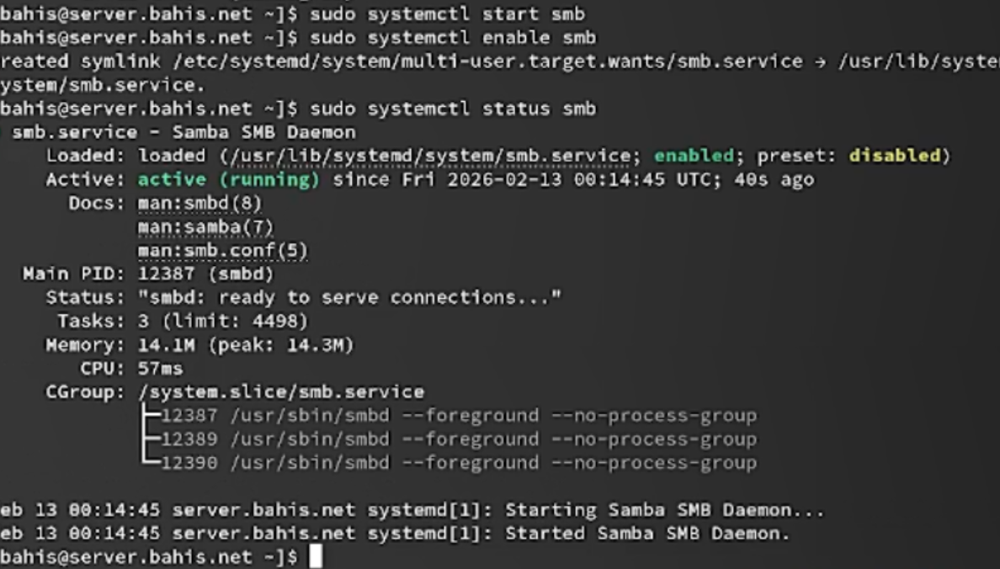 bahis@server.bahis.net ~]$ sudo systemctl start smb
bahis@server.bahis.net ~]$ sudo systemctl enable smb
reated symlink /etc/systemd/system/multi-user.target.wants/smb.service → /usr/lib/syste
ystem/smb.service.
bahis@server.bahis.net ~]$ sudo systemctl status smb
smb.service - Samba SMB Daemon
Loaded: loaded (/usr/lib/systemd/system/smb.service; enabled; preset: disabled)
Active: active (running) since Fri 2026-02-13 00:14:45 UTC; 40s ago
Docs: man:smbd(8)
man:samba(7)
man:smb.conf(5)
Main PID: 12387 (smbd)
Status: "smbd: ready to serve connections..."
Tasks: 3 (limit: 4498)
Memory: 14.1M (peak: 14.3M)
CPU: 57ms
CGroup: /system.slice/smb.service
├─12387 /usr/sbin/smbd --foreground --no-process-group
├─12389 /usr/sbin/smbd --foreground --no-process-group
└─12390 /usr/sbin/smbd --foreground --no-process-group
eb 13 00:14:45 server.bahis.net systemd[1]: Starting Samba SMB Daemon...
eb 13 00:14:45 server.bahis.net systemd[1]: Started Samba SMB Daemon.
bahis@server.bahis.net ~]$